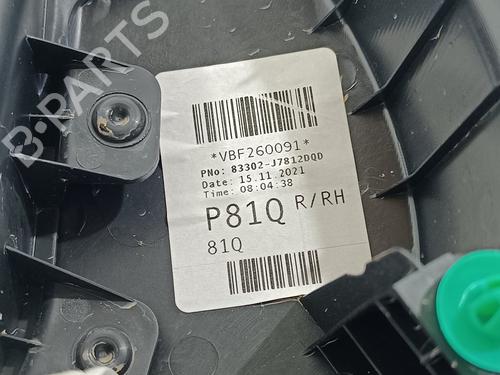 B-PARTS
*VBF260091*
PNo: 83302-J7812DQD
Date: 15.11.2021
Time: 08:04:38
P81Q R/RH
81Q